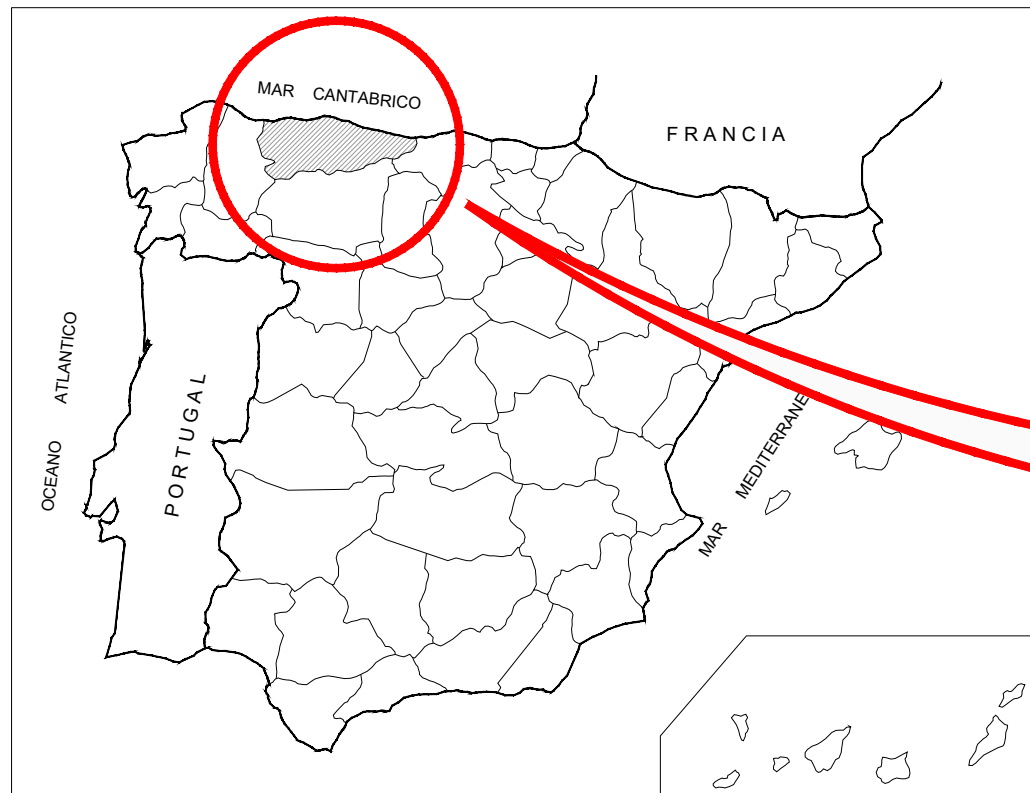 MAR CANTABRICO
FRANCIA
OCEANO ATLANTICO
PORTUGAL
MAR MEDITERRANE